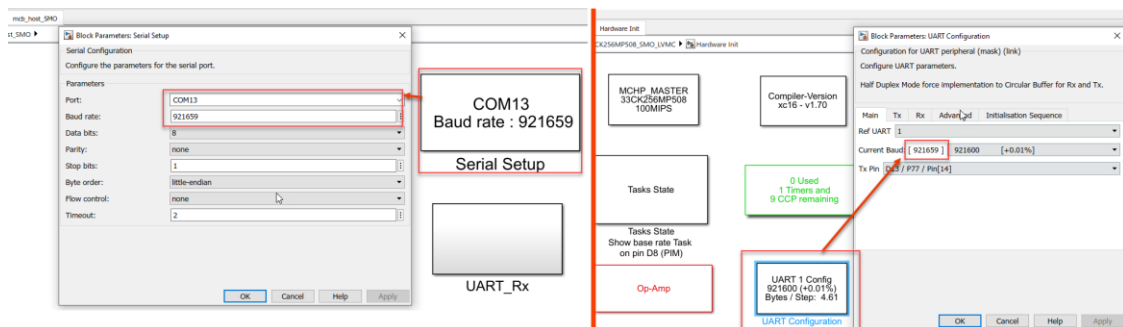 mcb_host_SMO
st_SMO
Block Parameters: Serial Setup
Serial Configuration
Configure the parameters for the serial port.
Parameters
Port: COM13
Baud rate: 921659
Data bits: 8
Parity: none
Stop bits: 1
Byte order: little-endian
Flow control: none
Timeout: 2
OK Cancel Help Apply
COM13
Baud rate : 921659
Serial Setup
UART_Rx
Hardware Init
CK256MP508_SMO_LVMC Hardware Init
MCHP_MASTER
33CK256MP508
100MIPS
Compiler-Version
xc16 - v1.70
Tasks State
Tasks State
Show base rate Task
on pin D8 (PIM)
0 Used
1 Timers and
9 CCP remaining
Op-Amp
UART 1 Config
921600 (+0.01%)
Bytes / Step: 4.61
UART Configuration
Block Parameters: UART Configuration
Configuration for UART peripheral (mask) (link)
Configure UART parameters.
Half Duplex Mode force implementation to Circular Buffer for Rx and Tx.
Main Tx Rx Advanced Initialisation Sequence
Ref UART 1
Current Baud: [ 921659 ] 921600 [+0.01%]
Tx Pin D13 / P77 / Pin[14]
OK Cancel Help Apply